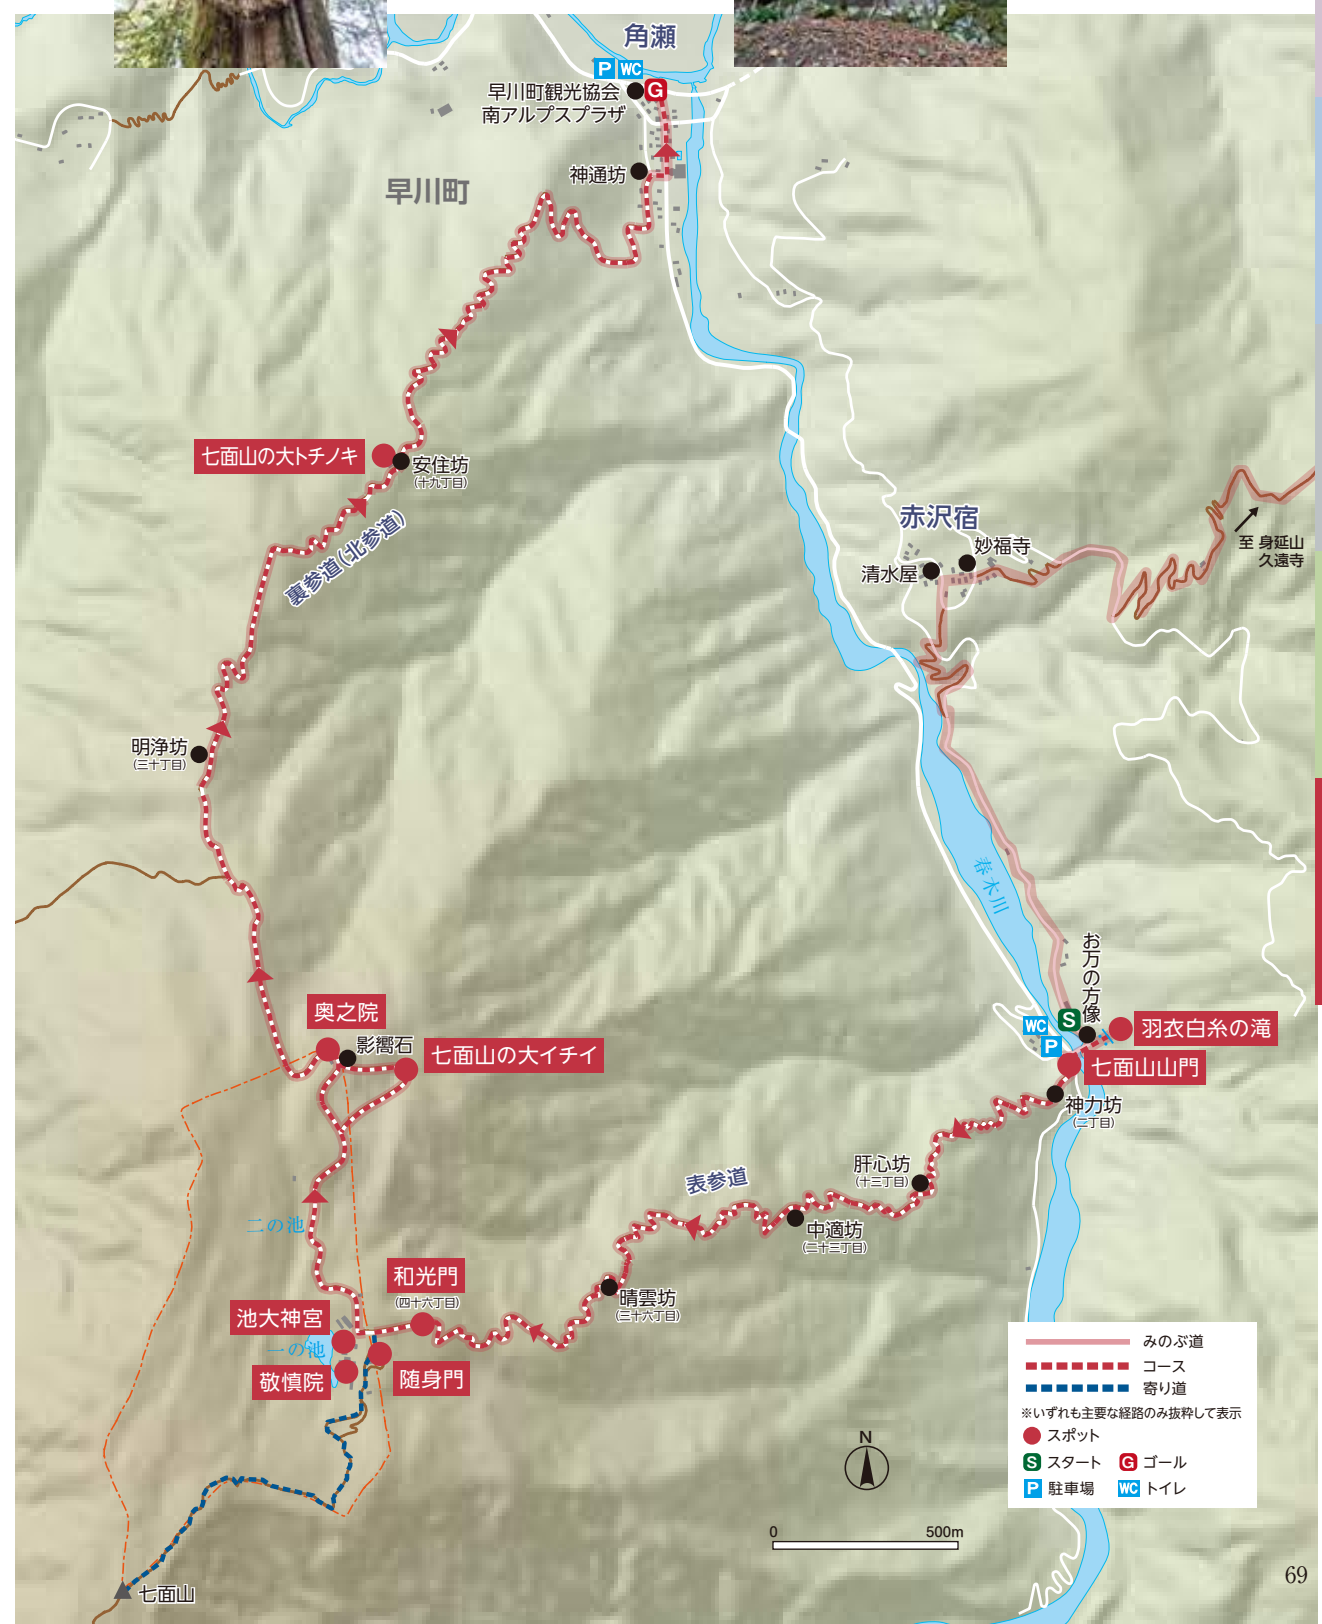 角瀬
P WC
早川町観光協会
南アルプスプラザ
G
神通坊
早川町
七面山の大トチノキ
安住坊
(十九丁目)
裏参道(北参道)
赤沢宿
妙福寺
清水屋
至 身延山
久遠寺
明浄坊
(三十丁目)
春木川
お万の方像
S
WC
P
羽衣白糸の滝
七面山山門
神力坊
(二丁目)
奥之院
影嚮石
七面山の大イチイ
肝心坊
(十三丁目)
表参道
中適坊
(二十三丁目)
二の池
和光門
(四十六丁目)
晴雲坊
(三十六丁目)
池大神宮
一の池
敬慎院
随身門
七面山
みのぶ道
コース
寄り道
※いずれも主要な経路のみ抜粋して表示
スポット
S スタート G ゴール
P 駐車場 WC トイレ
N
0 500m
69